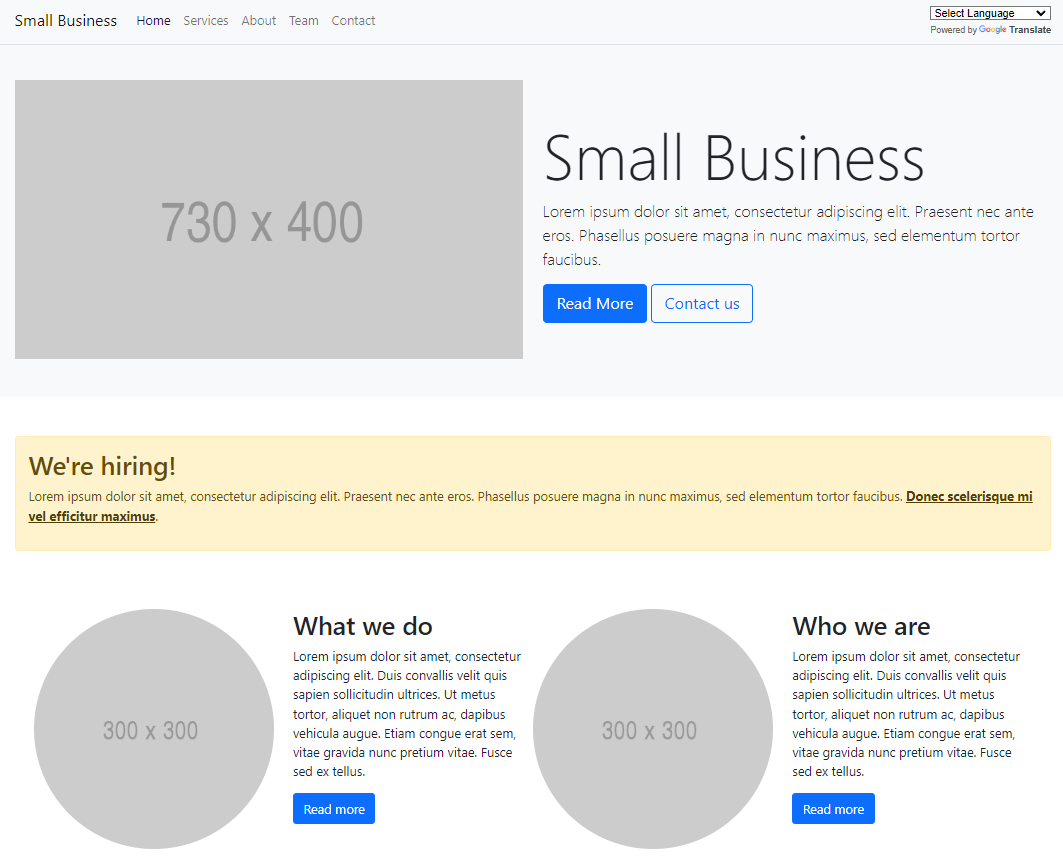 Small Business Home Services About Team Contact
Select Language
Powered by Google Translate
730 x 400
Small Business
Lorem ipsum dolor sit amet, consectetur adipiscing elit. Praesent nec ante
eros. Phasellus posuere magna in nunc maximus, sed elementum tortor
faucibus.
Read More Contact us
We're hiring!
Lorem ipsum dolor sit amet, consectetur adipiscing elit. Praesent nec ante eros. Phasellus posuere magna in nunc maximus, sed elementum tortor faucibus. Donec scelerisque mi
vel efficitur maximus.
300 x 300
What we do
Lorem ipsum dolor sit amet, consectetur
adipiscing elit. Duis convallis velit quis
sapien sollicitudin ultrices. Ut metus
tortor, aliquet non rutrum ac, dapibus
vehicula augue. Etiam congue erat sem,
vitae gravida nunc pretium vitae. Fusce
sed ex tellus.
Read more
300 x 300
Who we are
Lorem ipsum dolor sit amet, consectetur
adipiscing elit. Duis convallis velit quis
sapien sollicitudin ultrices. Ut metus
tortor, aliquet non rutrum ac, dapibus
vehicula augue. Etiam congue erat sem,
vitae gravida nunc pretium vitae. Fusce
sed ex tellus.
Read more